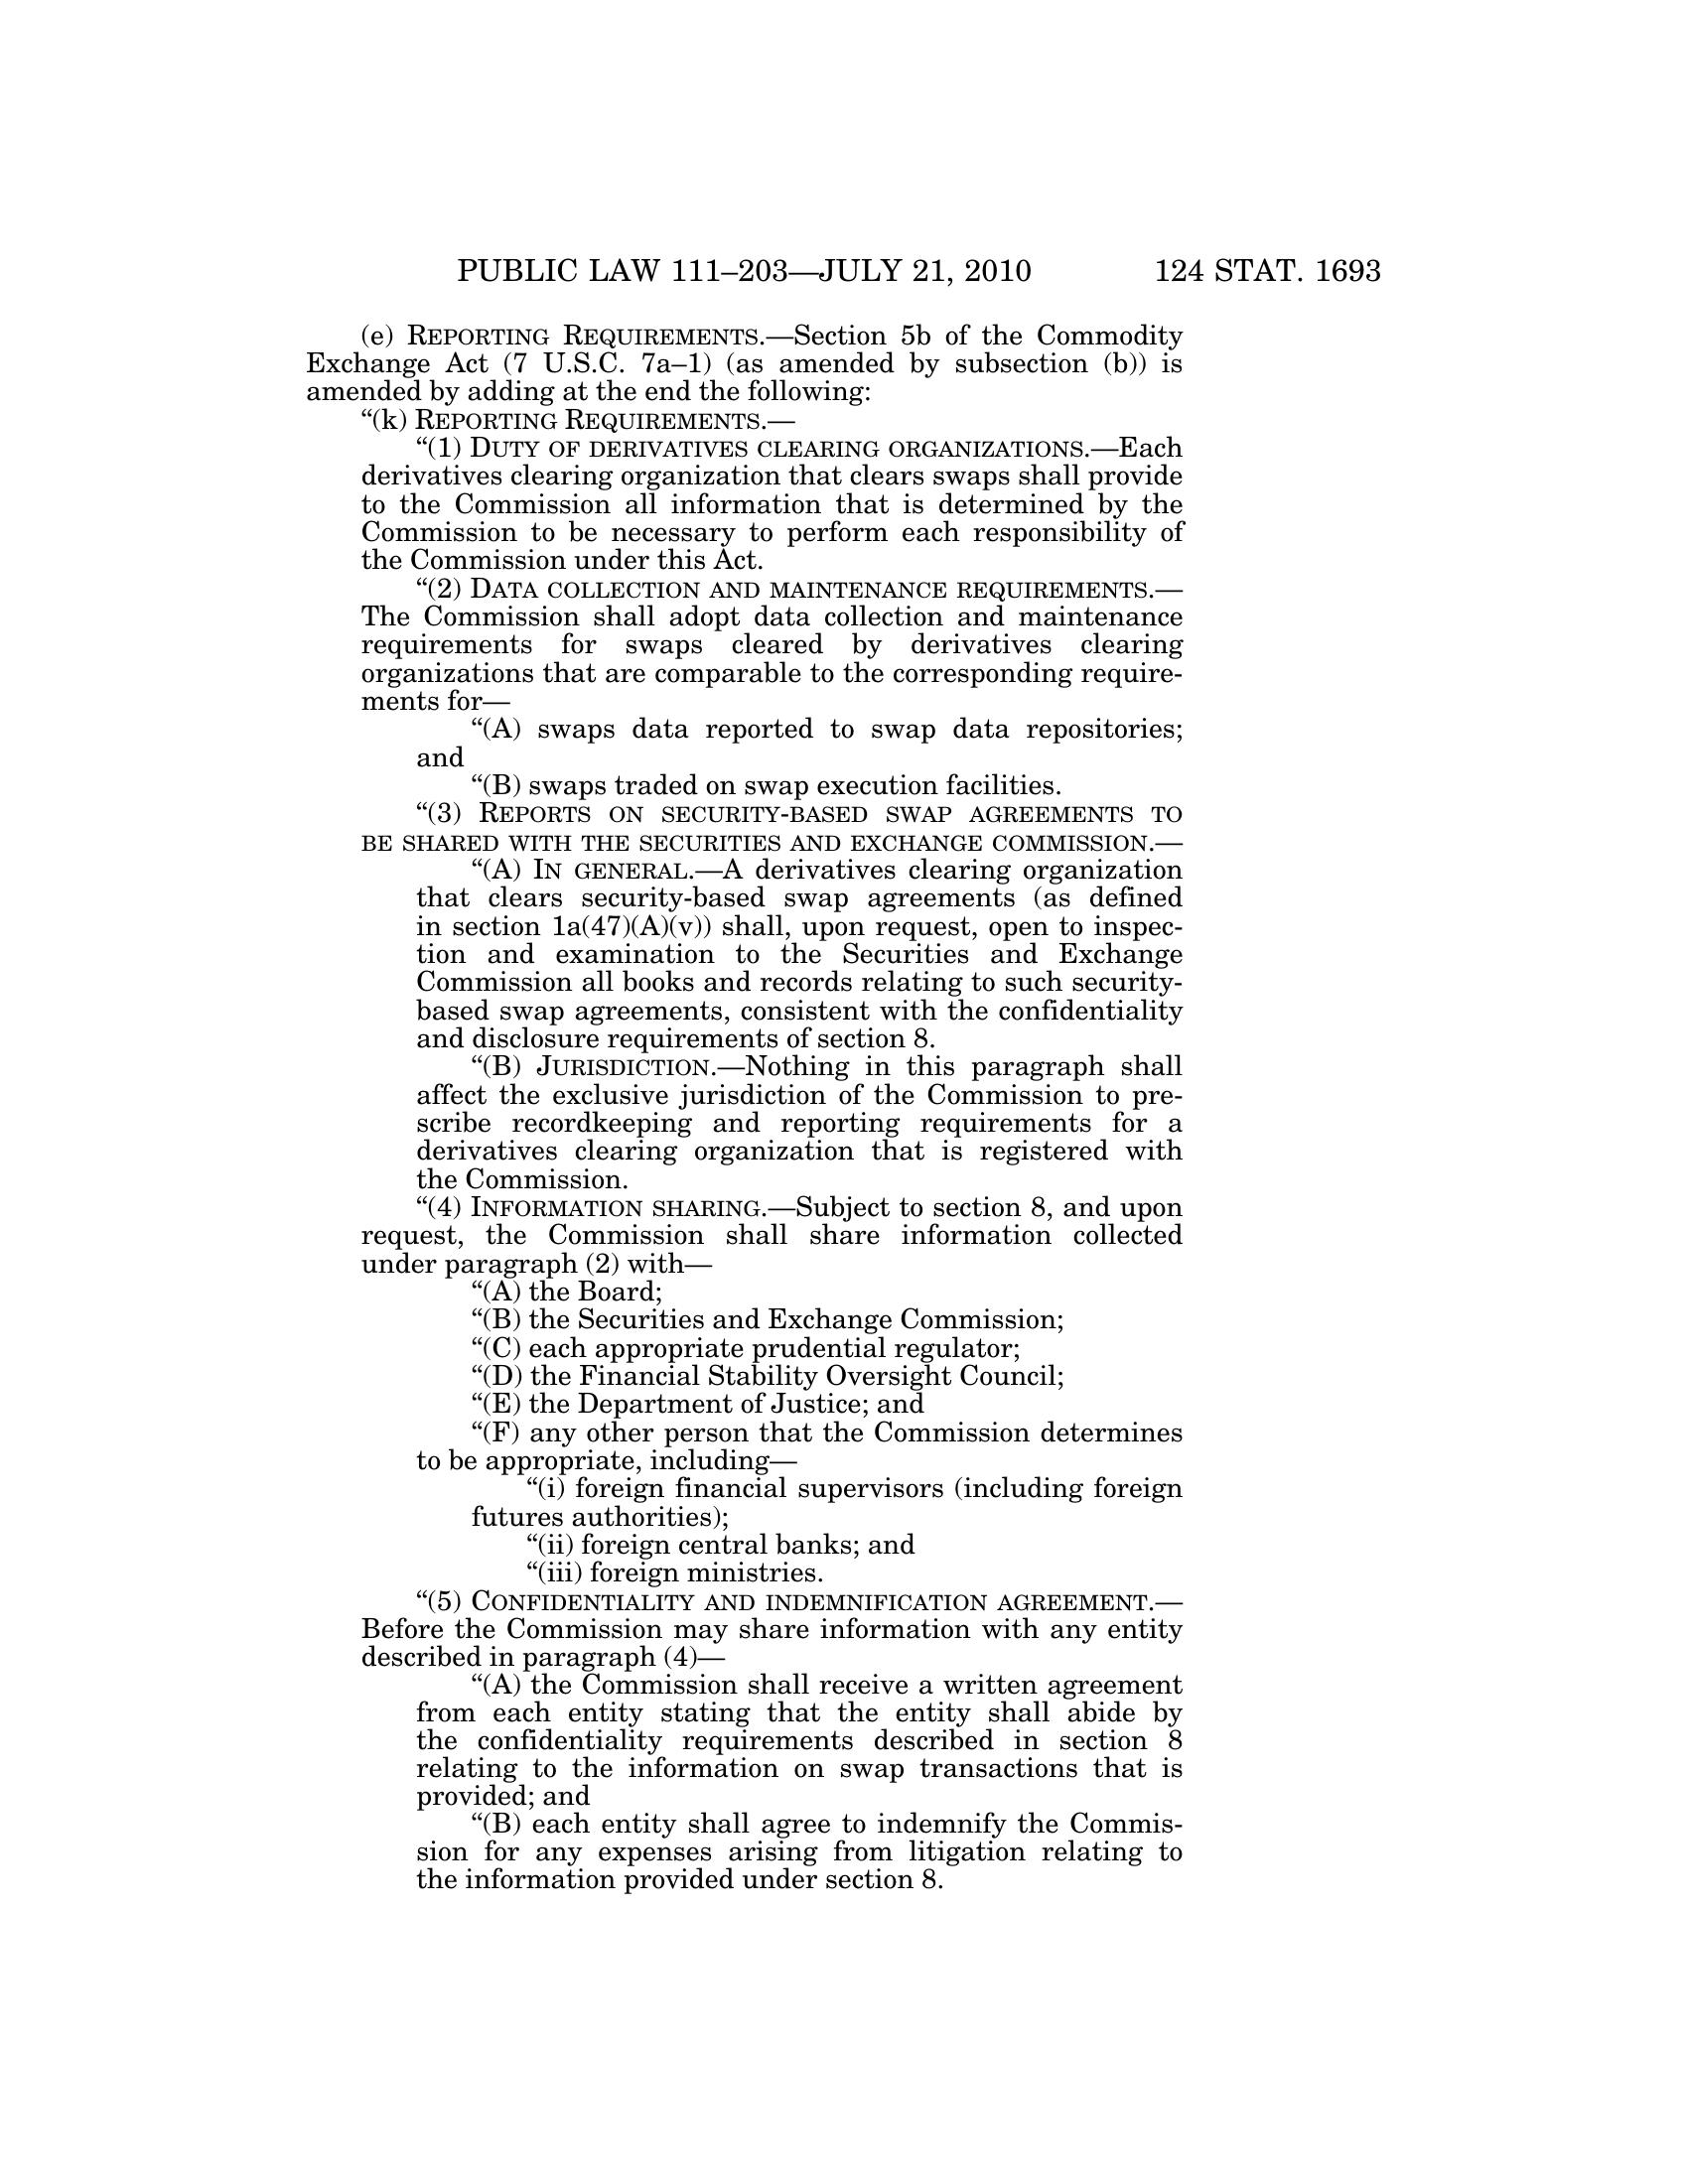 PUBLIC LAW 111–203—JULY 21, 2010 124 STAT. 1693
(e) REPORTING REQUIREMENTS.—Section 5b of the Commodity
Exchange Act (7 U.S.C. 7a–1) (as amended by subsection (b)) is
amended by adding at the end the following:
“(k) REPORTING REQUIREMENTS.—
“(1) DUTY OF DERIVATIVES CLEARING ORGANIZATIONS.—Each
derivatives clearing organization that clears swaps shall provide
to the Commission all information that is determined by the
Commission to be necessary to perform each responsibility of
the Commission under this Act.
“(2) DATA COLLECTION AND MAINTENANCE REQUIREMENTS.—
The Commission shall adopt data collection and maintenance
requirements for swaps cleared by derivatives clearing
organizations that are comparable to the corresponding require-
ments for—
“(A) swaps data reported to swap data repositories;
and
“(B) swaps traded on swap execution facilities.
“(3) REPORTS ON SECURITY-BASED SWAP AGREEMENTS TO
BE SHARED WITH THE SECURITIES AND EXCHANGE COMMISSION.—
“(A) IN GENERAL.—A derivatives clearing organization
that clears security-based swap agreements (as defined
in section 1a(47)(A)(v)) shall, upon request, open to inspec-
tion and examination to the Securities and Exchange
Commission all books and records relating to such security-
based swap agreements, consistent with the confidentiality
and disclosure requirements of section 8.
“(B) JURISDICTION.—Nothing in this paragraph shall
affect the exclusive jurisdiction of the Commission to pre-
scribe recordkeeping and reporting requirements for a
derivatives clearing organization that is registered with
the Commission.
“(4) INFORMATION SHARING.—Subject to section 8, and upon
request, the Commission shall share information collected
under paragraph (2) with—
“(A) the Board;
“(B) the Securities and Exchange Commission;
“(C) each appropriate prudential regulator;
“(D) the Financial Stability Oversight Council;
“(E) the Department of Justice; and
“(F) any other person that the Commission determines
to be appropriate, including—
“(i) foreign financial supervisors (including foreign
futures authorities);
“(ii) foreign central banks; and
“(iii) foreign ministries.
“(5) CONFIDENTIALITY AND INDEMNIFICATION AGREEMENT.—
Before the Commission may share information with any entity
described in paragraph (4)—
“(A) the Commission shall receive a written agreement
from each entity stating that the entity shall abide by
the confidentiality requirements described in section 8
relating to the information on swap transactions that is
provided; and
“(B) each entity shall agree to indemnify the Commis-
sion for any expenses arising from litigation relating to
the information provided under section 8.